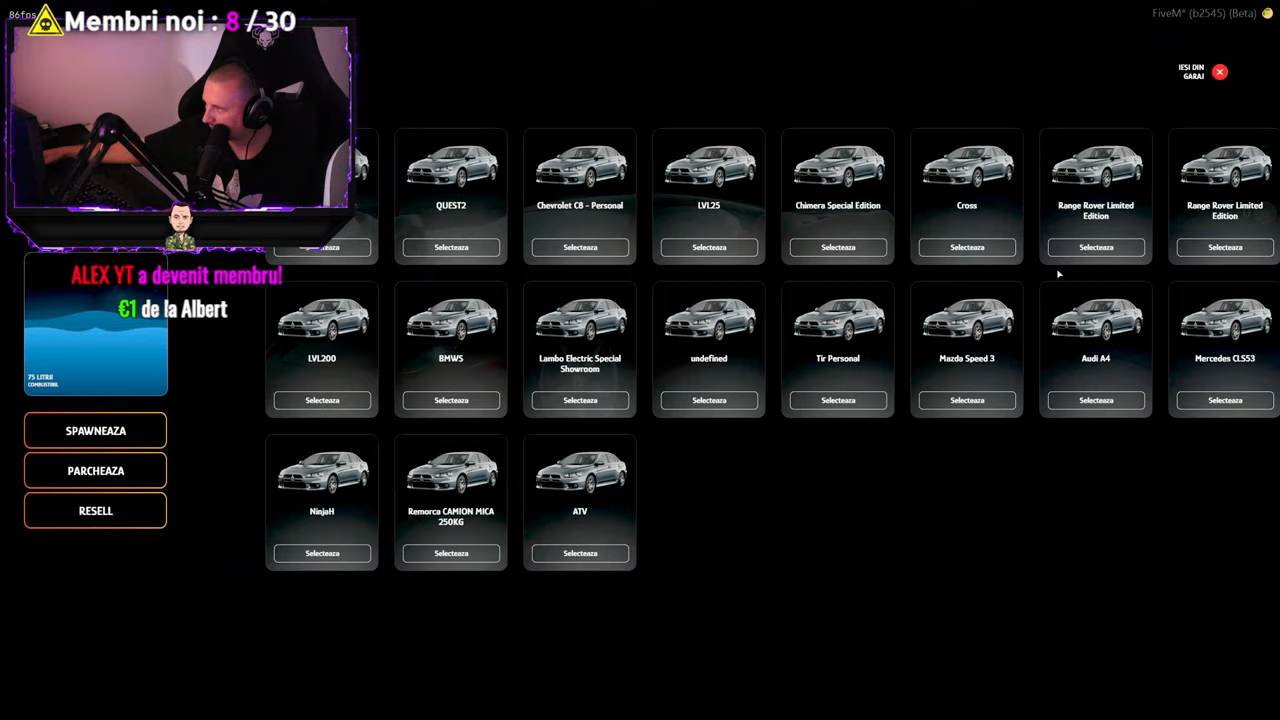 86fps
Membri noi : 8 / 30
FiveM* (b2545) (Beta)
IESI DIN
GARAJ
QUEST2
Chevrolet C8 - Personal
LVL25
Chimera Special Edition
Cross
Range Rover Limited
Edition
Range Rover Limited
Edition
Selecteaza
Selecteaza
Selecteaza
Selecteaza
Selecteaza
Selecteaza
Selecteaza
ALEX YT a devenit membru!
€1 de la Albert
75 LITRII
COMBUSTIBIL
LVL200
BMW5
Lambo Electric Special
Showroom
undefined
Tir Personal
Mazda Speed 3
Audi A4
Mercedes CLS53
Selecteaza
Selecteaza
Selecteaza
Selecteaza
Selecteaza
Selecteaza
Selecteaza
Selecteaza
SPAWNEAZA
PARCHEAZA
RESELL
NinjaH
Remorca CAMION MICA
250KG
ATV
Selecteaza
Selecteaza
Selecteaza